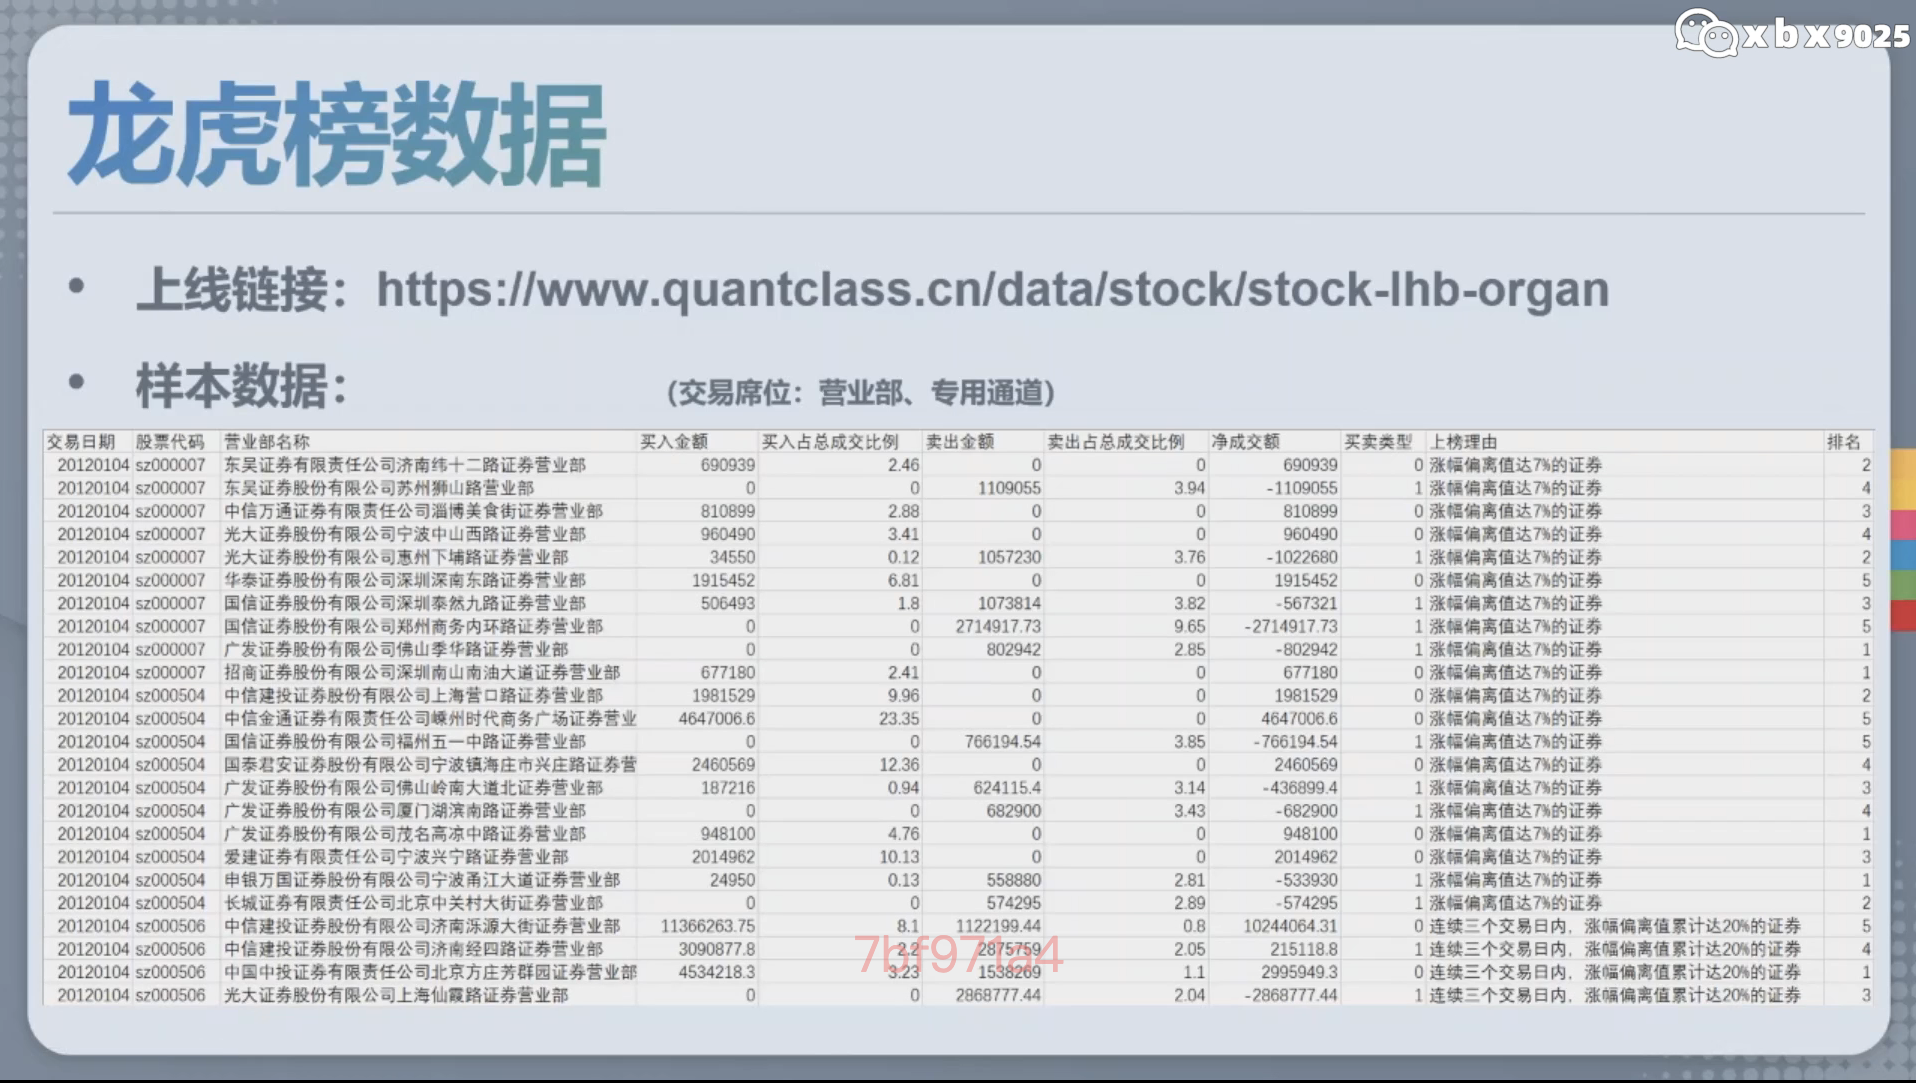 xbx9025
龙虎榜数据
• 上线链接：https://www.quantclass.cn/data/stock/stock-lhb-organ
• 样本数据： （交易席位：营业部、专用通道）
交易日期 股票代码 营业部名称 买入金额 买入占总成交比例 卖出金额 卖出占总成交比例 净成交额 买卖类型 上榜理由 排名
20120104 sz000007 东吴证券有限责任公司济南纬十二路证券营业部 690939 2.46 0 0 690939 0 涨幅偏离值达7%的证券 2
20120104 sz000007 东吴证券股份有限公司苏州狮山路营业部 0 0 1109055 3.94 -1109055 1 涨幅偏离值达7%的证券 4
20120104 sz000007 中信万通证券有限责任公司淄博美食街证券营业部 810899 2.88 0 0 810899 0 涨幅偏离值达7%的证券 3
20120104 sz000007 光大证券股份有限公司宁波中山西路证券营业部 960490 3.41 0 0 960490 0 涨幅偏离值达7%的证券 4
20120104 sz000007 光大证券股份有限公司惠州下埔路证券营业部 34550 0.12 1057230 3.76 -1022680 1 涨幅偏离值达7%的证券 2
20120104 sz000007 华泰证券股份有限公司深圳深南东路证券营业部 1915452 6.81 0 0 1915452 0 涨幅偏离值达7%的证券 5
20120104 sz000007 国信证券股份有限公司深圳泰然九路证券营业部 506493 1.8 1073814 3.82 -567321 1 涨幅偏离值达7%的证券 3
20120104 sz000007 国信证券股份有限公司郑州商务内环路证券营业部 0 0 2714917.73 9.65 -2714917.73 1 涨幅偏离值达7%的证券 5
20120104 sz000007 广发证券股份有限公司佛山季华路证券营业部 0 0 802942 2.85 -802942 1 涨幅偏离值达7%的证券 1
20120104 sz000007 招商证券股份有限公司深圳南山南油大道证券营业部 677180 2.41 0 0 677180 0 涨幅偏离值达7%的证券 1
20120104 sz000504 中信建投证券股份有限公司上海营口路证券营业部 1981529 9.96 0 0 1981529 0 涨幅偏离值达7%的证券 2
20120104 sz000504 中信金通证券有限责任公司嵊州时代商务广场证券营业 4647006.6 23.35 0 0 4647006.6 0 涨幅偏离值达7%的证券 5
20120104 sz000504 国信证券股份有限公司福州五一中路证券营业部 0 0 766194.54 3.85 -766194.54 1 涨幅偏离值达7%的证券 5
20120104 sz000504 国泰君安证券股份有限公司宁波镇海庄市兴庄路证券营 2460569 12.36 0 0 2460569 0 涨幅偏离值达7%的证券 4
20120104 sz000504 广发证券股份有限公司佛山岭南大道北证券营业部 187216 0.94 624115.4 3.14 -436899.4 1 涨幅偏离值达7%的证券 3
20120104 sz000504 广发证券股份有限公司厦门湖滨南路证券营业部 0 0 682900 3.43 -682900 1 涨幅偏离值达7%的证券 4
20120104 sz000504 广发证券股份有限公司茂名高凉中路证券营业部 948100 4.76 0 0 948100 0 涨幅偏离值达7%的证券 1
20120104 sz000504 爱建证券有限责任公司宁波兴宁路证券营业部 2014962 10.13 0 0 2014962 0 涨幅偏离值达7%的证券 3
20120104 sz000504 申银万国证券股份有限公司宁波甬江大道证券营业部 24950 0.13 558880 2.81 -533930 1 涨幅偏离值达7%的证券 1
20120104 sz000504 长城证券有限责任公司北京中关村大街证券营业部 0 0 574295 2.89 -574295 1 涨幅偏离值达7%的证券 2
20120104 sz000506 中信建投证券股份有限公司济南泺源大街证券营业部 11366263.75 8.1 1122199.44 0.8 10244064.31 0 连续三个交易日内，涨幅偏离值累计达20%的证券 5
20120104 sz000506 中信建投证券股份有限公司济南经四路证券营业部 3090877.8 2.2 2875759 2.05 215118.8 1 连续三个交易日内，涨幅偏离值累计达20%的证券 4
20120104 sz000506 中国中投证券有限责任公司北京方庄芳群园证券营业部 4534218.3 3.23 1538269 1.1 2995949.3 0 连续三个交易日内，涨幅偏离值累计达20%的证券 1
20120104 sz000506 光大证券股份有限公司上海仙霞路证券营业部 0 0 2868777.44 2.04 -2868777.44 1 连续三个交易日内，涨幅偏离值累计达20%的证券 3
7bf971a4